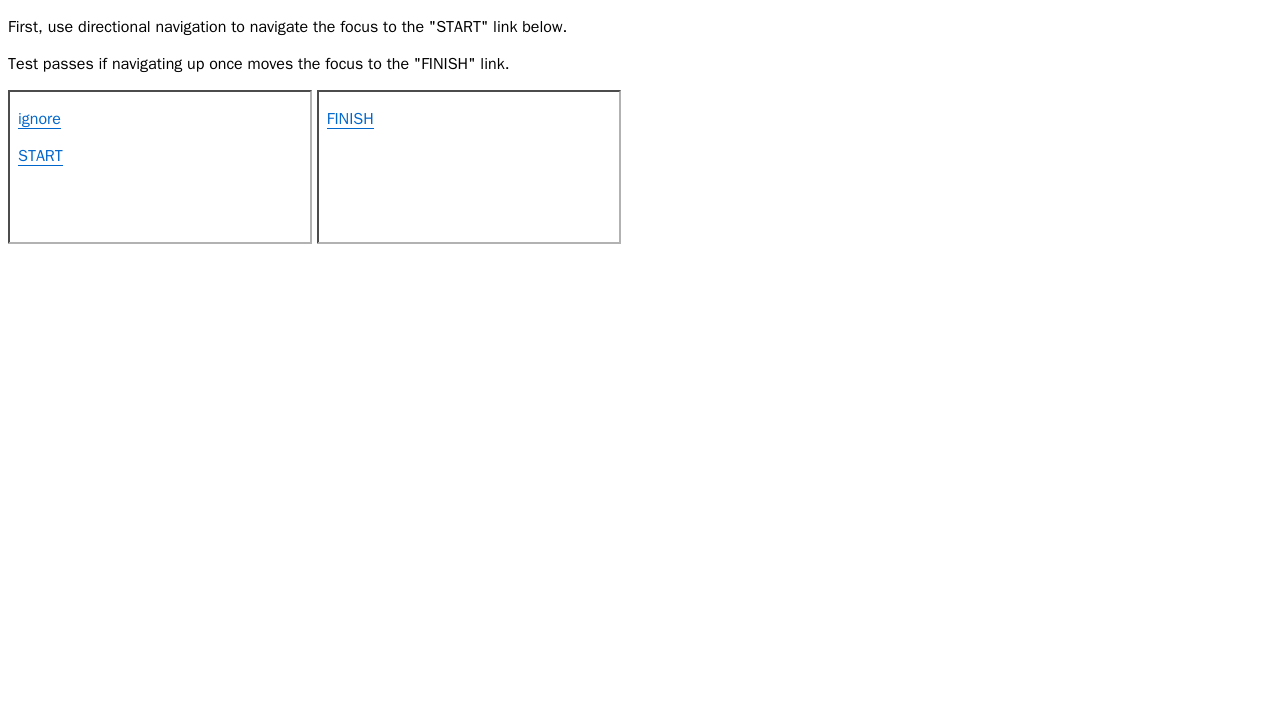 First, use directional navigation to navigate the focus to the "START" link below.
Test passes if navigating up once moves the focus to the "FINISH" link.
ignore
START
FINISH